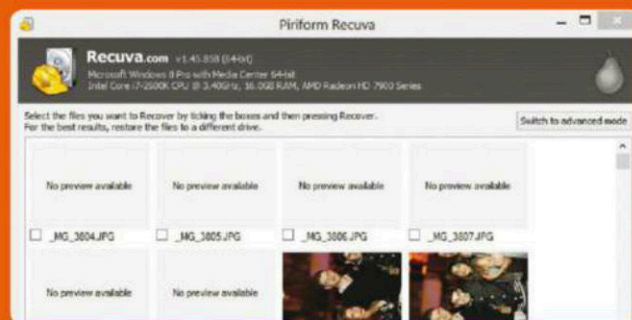 Piriform Recuva
Recuva.com v1.45.858 (64-bit)
Microsoft Windows 8 Pro with Media Center 64-bit
Intel Core i7-2600K CPU @ 3.40GHz, 16.0GB RAM, AMD Radeon HD 7900 Series
Select the files you want to Recover by ticking the boxes and then pressing Recover.
For the best results, restore the files to a different drive.
Switch to advanced mode
No preview available No preview available No preview available No preview available
_MG_3804.JPG _MG_3805.JPG _MG_3806.JPG _MG_3807.JPG
No preview available No preview available